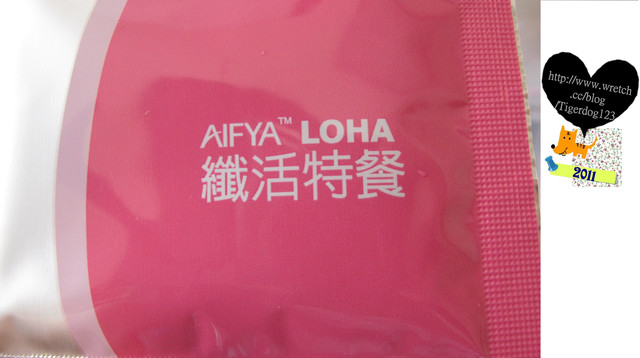 AIFYA™ LOHA
纖活特餐
http://www.wretch
.cc/blog
/Tigerdog123
2011